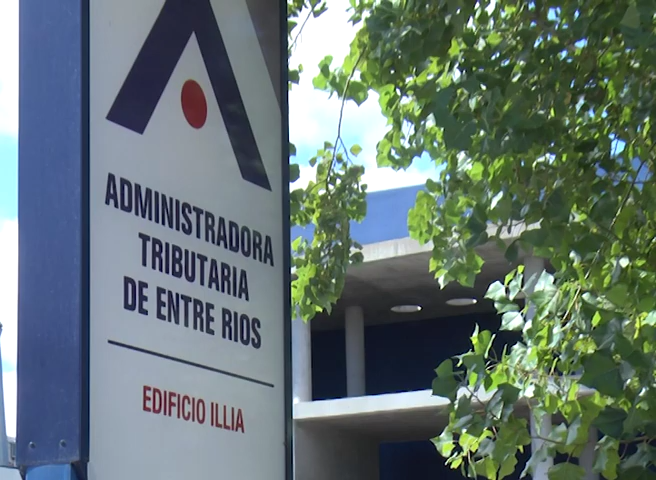 ADMINISTRADORA
TRIBUTARIA
DE ENTRE RIOS
EDIFICIO ILLIA